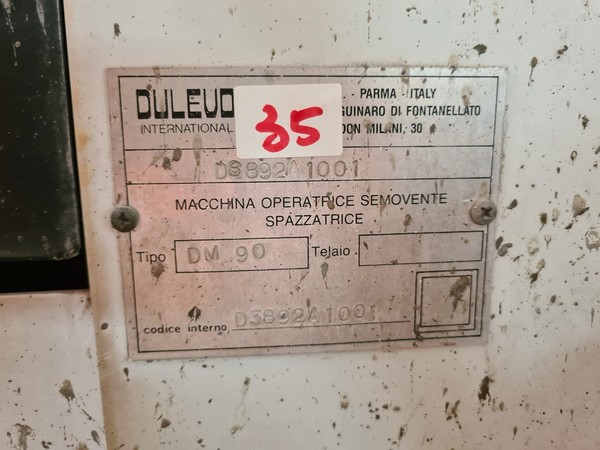 DULEVO
35
- PARMA - ITALY
INTERNATIONAL
GUINARO DI FONTANELLATO
DON MILANI, 30
D3892A1001
MACCHINA OPERATRICE SEMOVENTE
SPAZZATRICE
Tipo DM 90 Telaio
codice interno D3892A1001